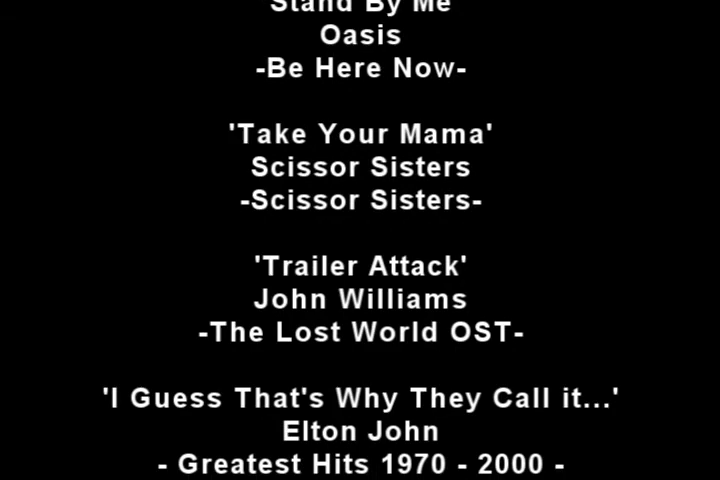 Stand By Me
Oasis
-Be Here Now-
'Take Your Mama'
Scissor Sisters
-Scissor Sisters-
'Trailer Attack'
John Williams
-The Lost World OST-
'I Guess That's Why They Call it...'
Elton John
- Greatest Hits 1970 - 2000 -